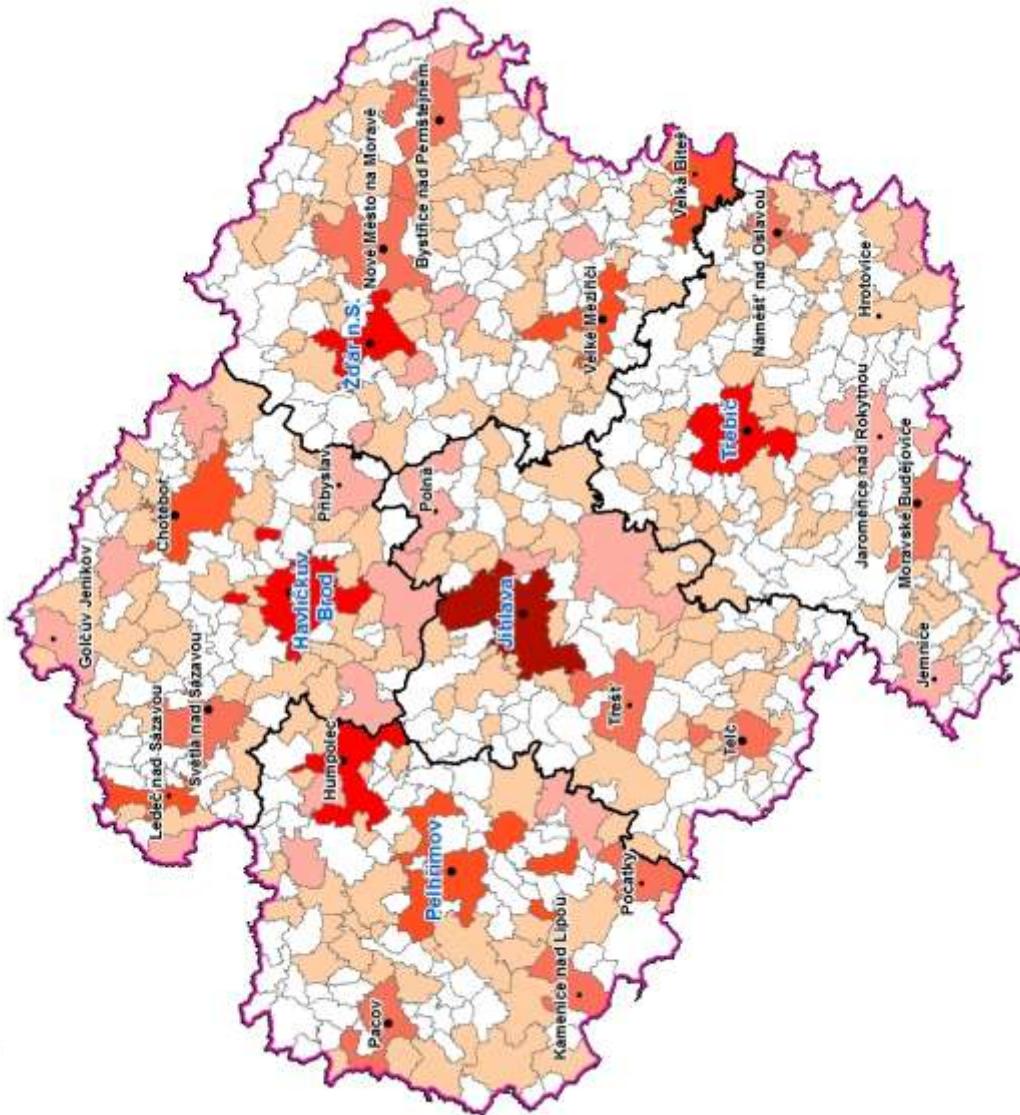 Golčův Jeníkov
Ledeč nad Sázavou
Chotěboř
Světlá nad Sázavou
Havlíčkův
Brod
Přibyslav
Humpolec
Žďár n.S.
Nové Město na Moravě
Pacov
Bystřice nad Pernštejnem
Polná
Pelhřimov
Jihlava
Kamenice nad Lipou
Velké Meziříčí
Třešť
Počátky
Velká Bíteš
Telč
Třebíč
Náměšť nad Oslavou
Jaroměřice nad Rokytnou
Hrotovice
Moravské Budějovice
Jemnice